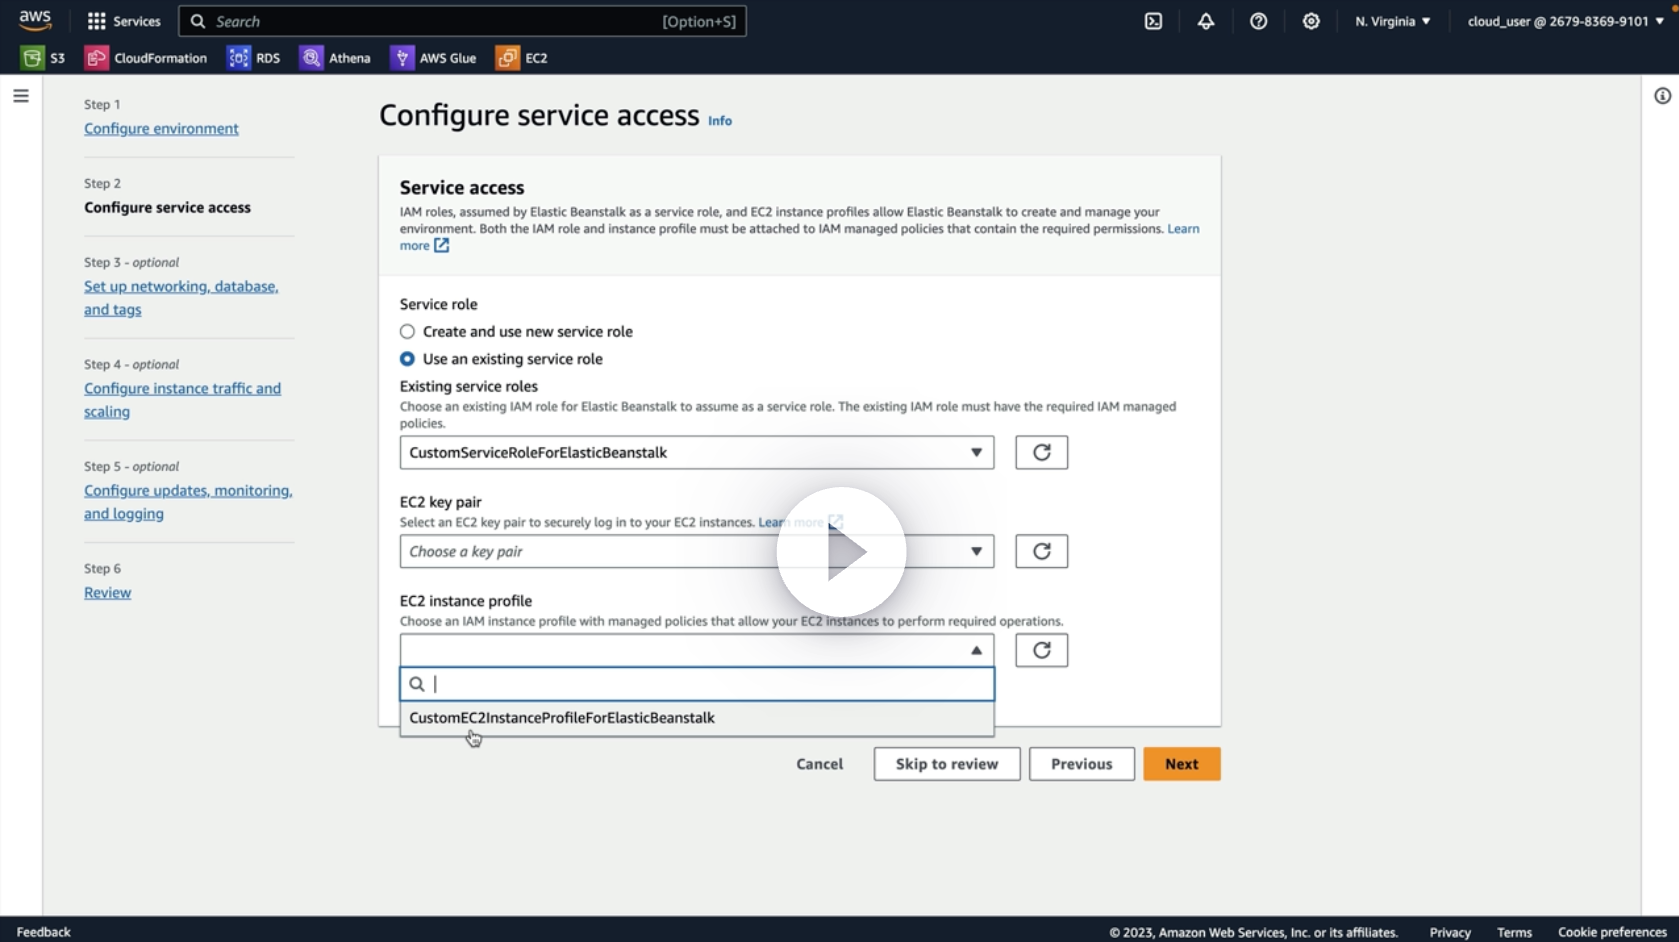 aws
Services
Search
[Option+S]
N. Virginia
cloud_user @ 2679-8369-9101
S3
CloudFormation
RDS
Athena
AWS Glue
EC2
Step 1
Configure environment
Step 2
Configure service access
Step 3 - optional
Set up networking, database,
and tags
Step 4 - optional
Configure instance traffic and
scaling
Step 5 - optional
Configure updates, monitoring,
and logging
Step 6
Review
Configure service access Info
Service access
IAM roles, assumed by Elastic Beanstalk as a service role, and EC2 instance profiles allow Elastic Beanstalk to create and manage your
environment. Both the IAM role and instance profile must be attached to IAM managed policies that contain the required permissions. Learn
more
Service role
Create and use new service role
Use an existing service role
Existing service roles
Choose an existing IAM role for Elastic Beanstalk to assume as a service role. The existing IAM role must have the required IAM managed
policies.
CustomServiceRoleForElasticBeanstalk
EC2 key pair
Select an EC2 key pair to securely log in to your EC2 instances. Learn more
Choose a key pair
EC2 instance profile
Choose an IAM instance profile with managed policies that allow your EC2 instances to perform required operations.
CustomEC2InstanceProfileForElasticBeanstalk
Cancel
Skip to review
Previous
Next
Feedback
© 2023, Amazon Web Services, Inc. or its affiliates.
Privacy
Terms
Cookie preferences